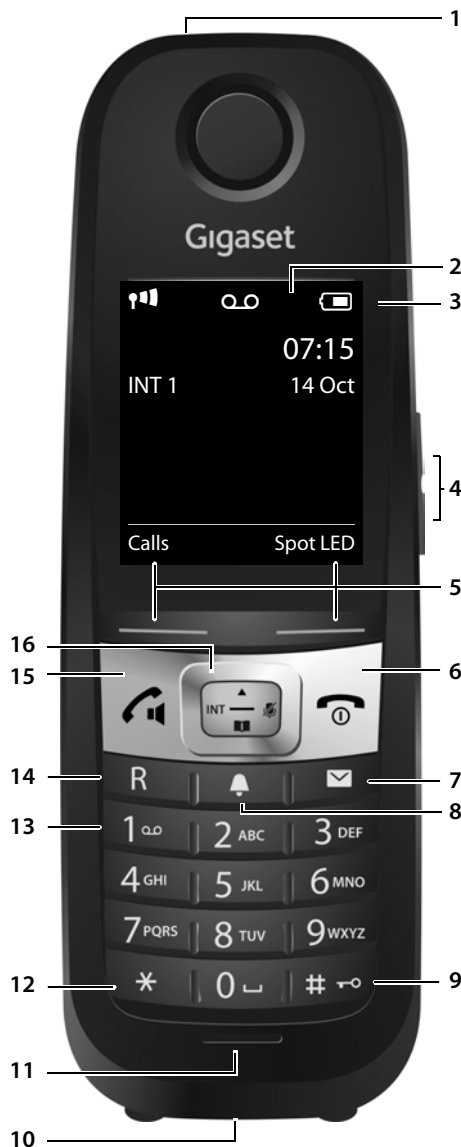 1
Gigaset
2
3
07:15
INT 1 14 Oct
4
Calls Spot LED
5
16
15
6
INT
14
R
7
8
13
1 2 ABC 3 DEF
4 GHI 5 JKL 6 MNO
7 PQRS 8 TUV 9 WXYZ
12
* 0 #
9
11
10